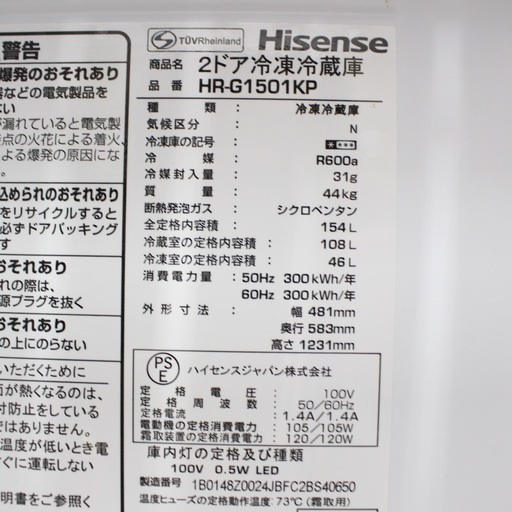 警告
爆発のおそれあり
などの電気製品を
ない
漏れていると電気製
点の火花による着火、
よる爆発の原因にな
込められのおそれあり
をリサイクルすると
必ずドアパッキング
す
おそれあり
れの際は、
源プラグを抜く
おそれあり
の上にのらない
いただくために
面が熱くなるのは、
付防止をしている
ではありません。
温度が低いとき電
ぐに運転しない
明書をご参照く
TÜVRheinland Hisense
商品名 : 2ドア冷凍冷蔵庫
品番 : HR-G1501KP
種類 : 冷凍冷蔵庫
気候区分 : N
冷凍庫の記号 : ****
冷媒 : R600a
冷媒封入量 : 31g
質量 : 44kg
断熱発泡ガス : シクロペンタン
全定格内容積 : 154L
冷蔵室の定格内容積 : 108L
冷凍室の定格内容積 : 46L
消費電力量 : 50Hz 300kWh/年
60Hz 300kWh/年
外形寸法 : 幅 481mm
奥行 583mm
高さ 1231mm
PS
E
ハイセンスジャパン株式会社
定格電圧 : 100V
定格周波数 : 50/60Hz
定格電流 : 1.4A/1.4A
電動機の定格消費電力 : 105/105W
霜取装置の定格消費電力 : 120/120W
庫内灯の定格及び種類
100V 0.5W LED
製造番号 1B0148Z0024JBFC2BS40650
温度ヒューズの定格動作温度:73℃(霜取用)